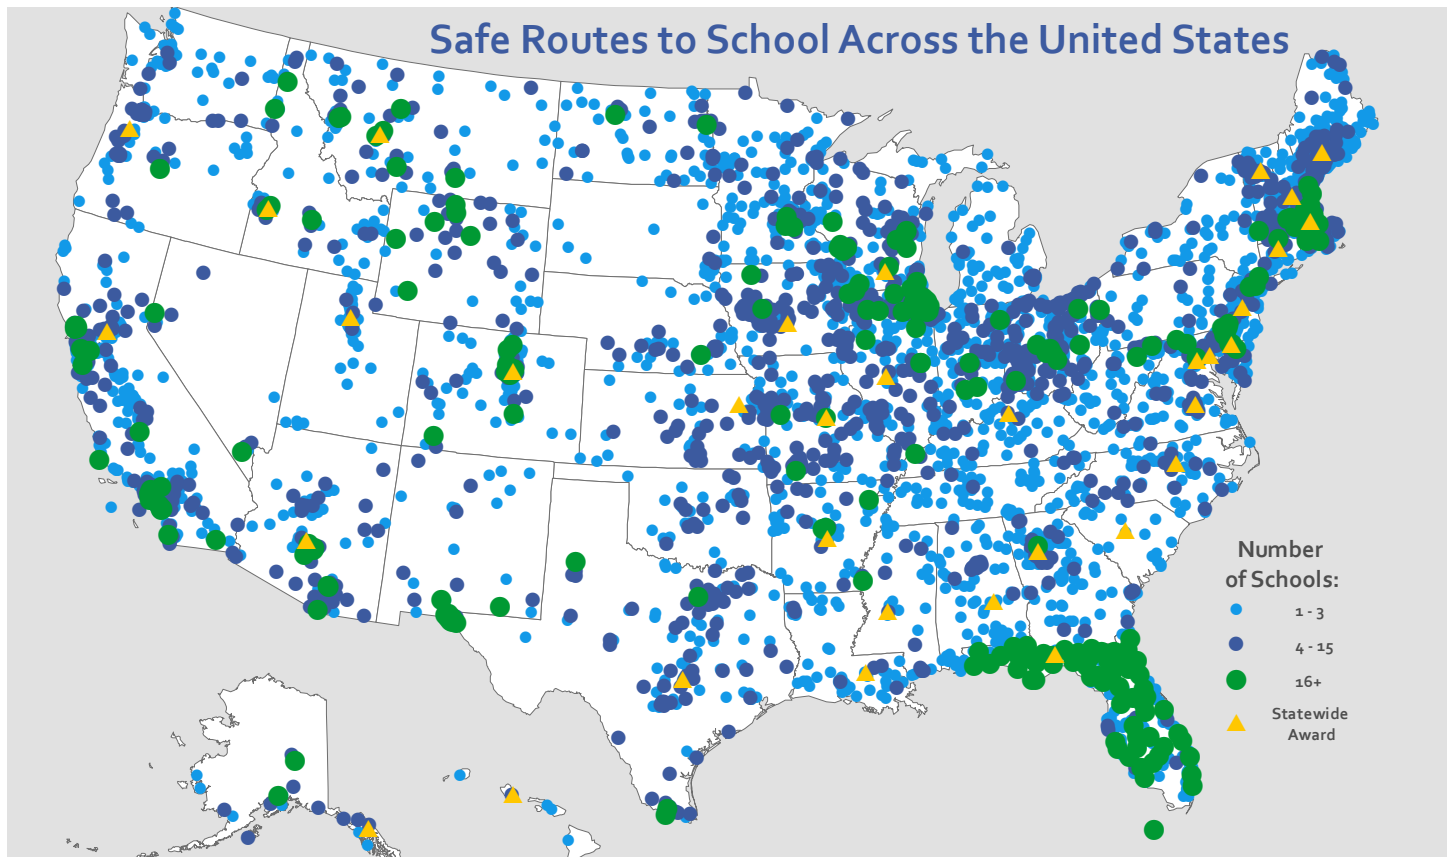 Safe Routes to School Across the United States
Number
of Schools:
1 - 3
4 - 15
16+
Statewide
Award